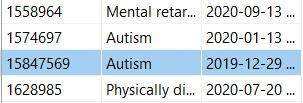 1558964 Mental retar... 2020-09-13 ...
1574697 Autism 2020-01-13 ...
15847569 Autism 2019-12-29 ...
1628985 Physically di... 2020-07-20 ...